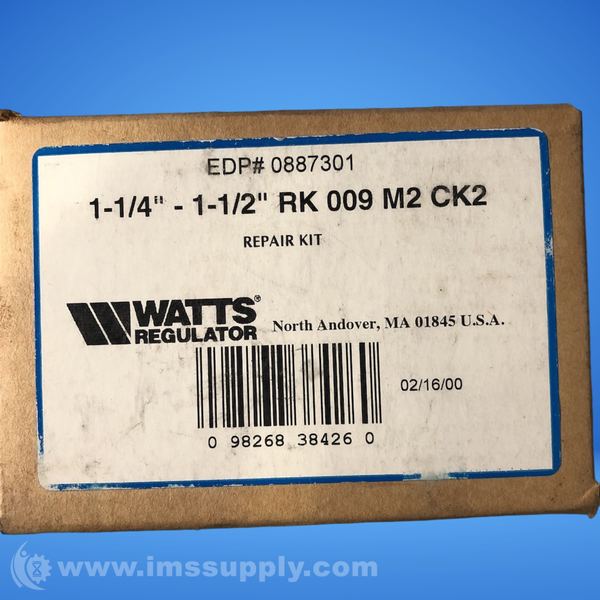 EDP# 0887301
1-1/4" - 1-1/2" RK 009 M2 CK2
REPAIR KIT
WATTS®
REGULATOR
North Andover, MA 01845 U.S.A.
02/16/00
0 98268 38426 0
www.imssupply.com